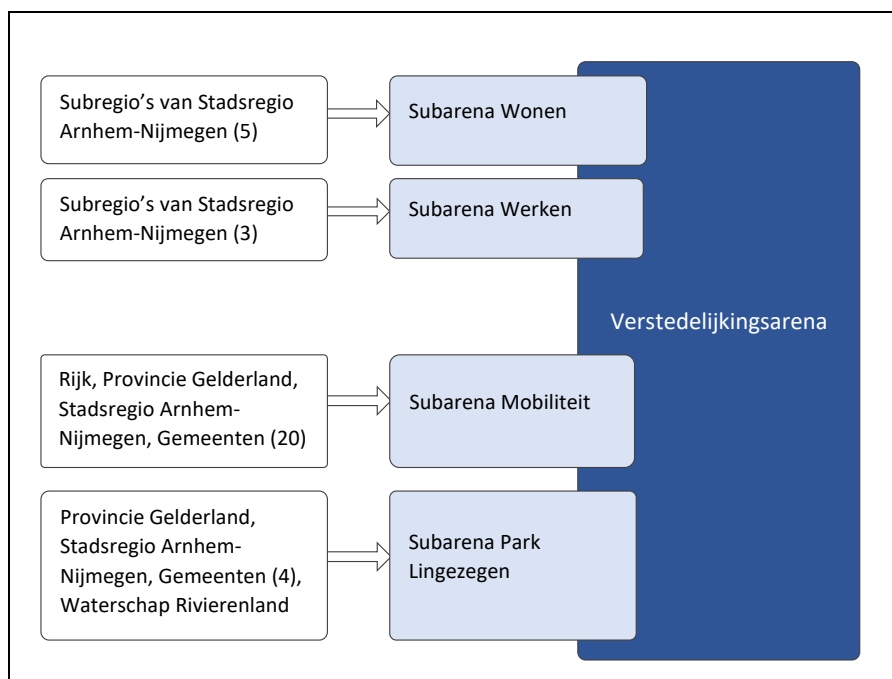 Subregio’s van Stadsregio
Arnhem-Nijmegen (5)
Subarena Wonen
Subregio’s van Stadsregio
Arnhem-Nijmegen (3)
Subarena Werken
Verstedelijkingsarena
Rijk, Provincie Gelderland,
Stadsregio Arnhem-
Nijmegen, Gemeenten (20)
Subarena Mobiliteit
Provincie Gelderland,
Stadsregio Arnhem-
Nijmegen, Gemeenten (4),
Waterschap Rivierenland
Subarena Park
Lingezegen